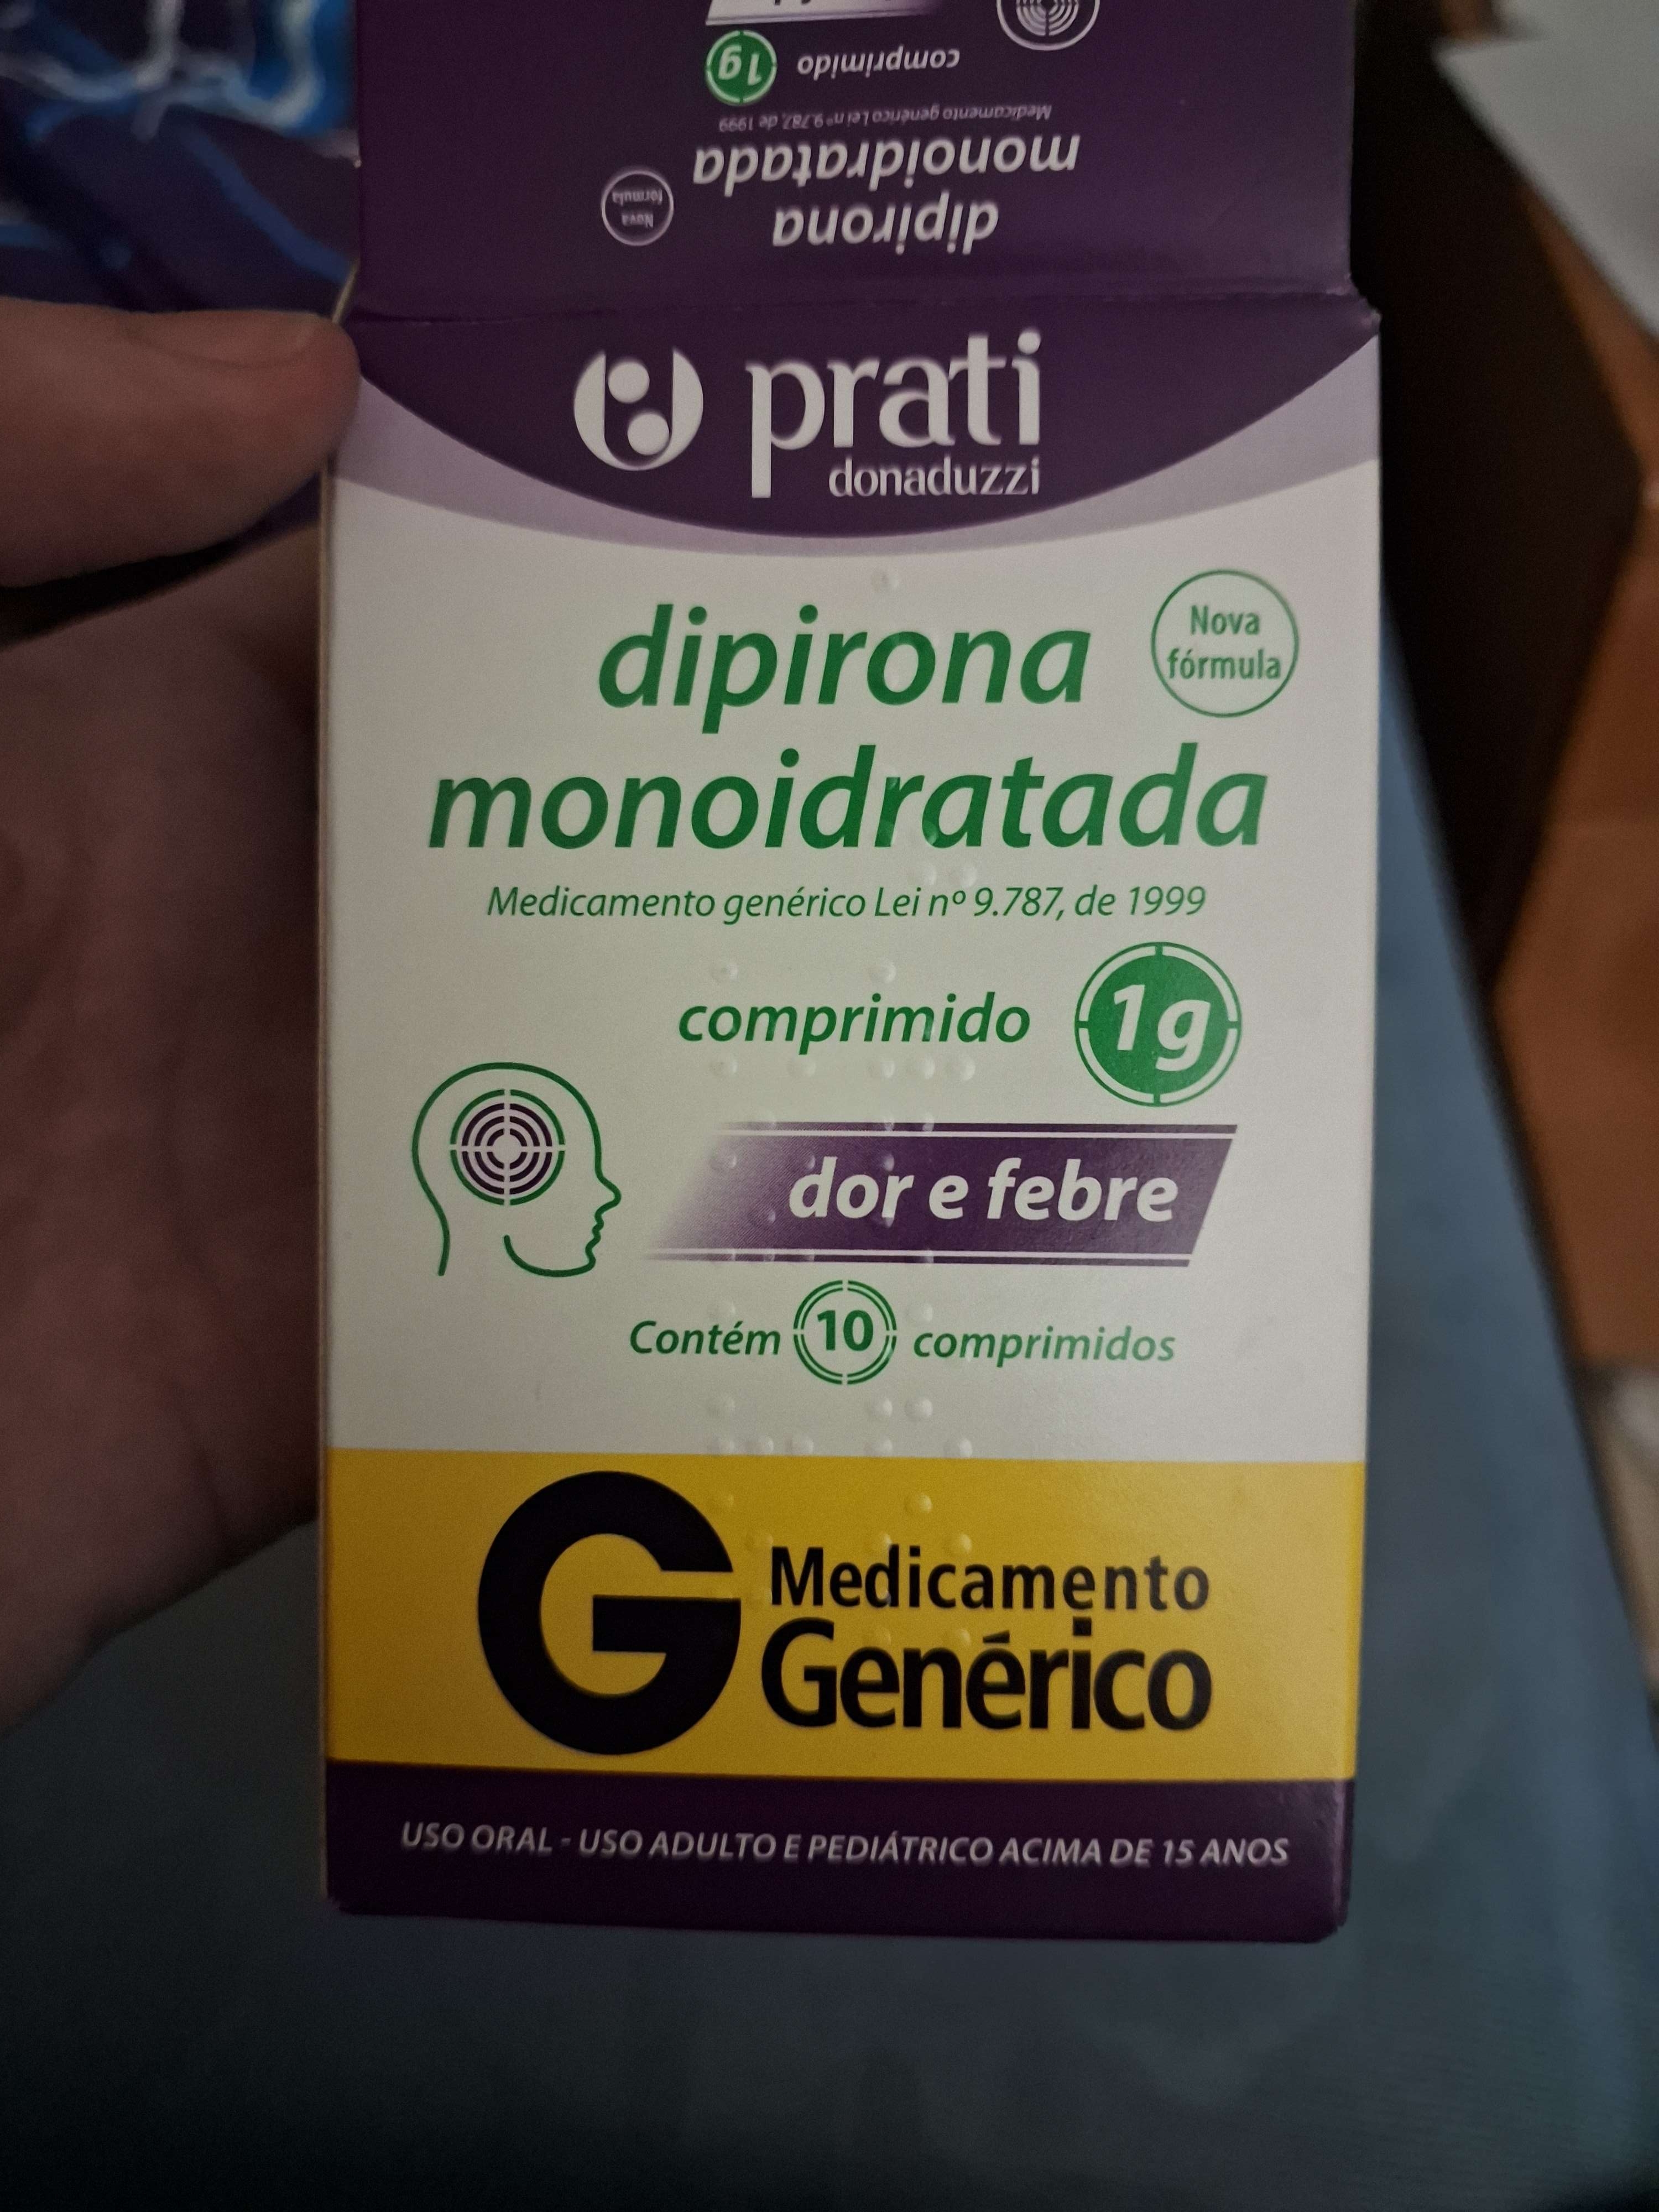 comprimido 1g
Medicamento genérico Lei nº 9.787, de 1999
monoidratada
dipirona
Nova
fórmula
prati
donaduzzi
dipirona
Nova
fórmula
monoidratada
Medicamento genérico Lei nº 9.787, de 1999
comprimido 1g
dor e febre
Contém 10 comprimidos
G Medicamento
Genérico
USO ORAL - USO ADULTO E PEDIÁTRICO ACIMA DE 15 ANOS